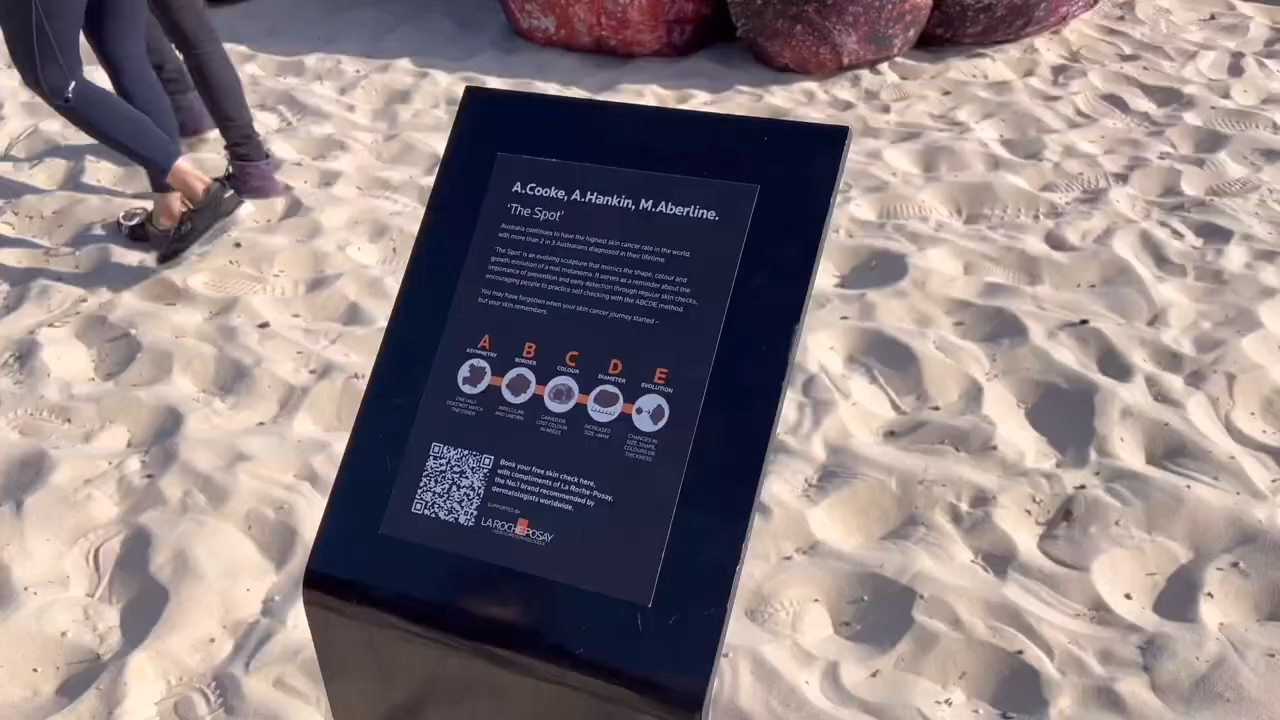 A.Cooke, A.Hankin, M.Aberline.
'The Spot'
Australia continues to have the highest skin cancer rate in the world,
with more than 2 in 3 Australians diagnosed in their lifetime.
'The Spot' is an evolving sculpture that mimics the shape, colour and
growth evolution of a real melanoma. It serves as a reminder about the
importance of prevention and early detection through regular skin checks,
encouraging people to practice self checking with the ABCDE method.
You may have forgotten when your skin cancer journey started –
but your skin remembers.
A B C D E
ASYMMETRY BORDER COLOUR DIAMETER EVOLUTION
ONE HALF
DOES NOT MATCH
THE OTHER
IRREGULAR
AND UNEVEN
LOST COLOUR
IN AREAS
INCREASED
SIZE
CHANGES IN
SIZE, SHAPE,
COLOURS OR
THICKNESS
Book your free skin check here,
with compliments of La Roche-Posay,
the No.1 brand recommended by
dermatologists worldwide.
SUPPORTED BY
LA ROCHE POSAY